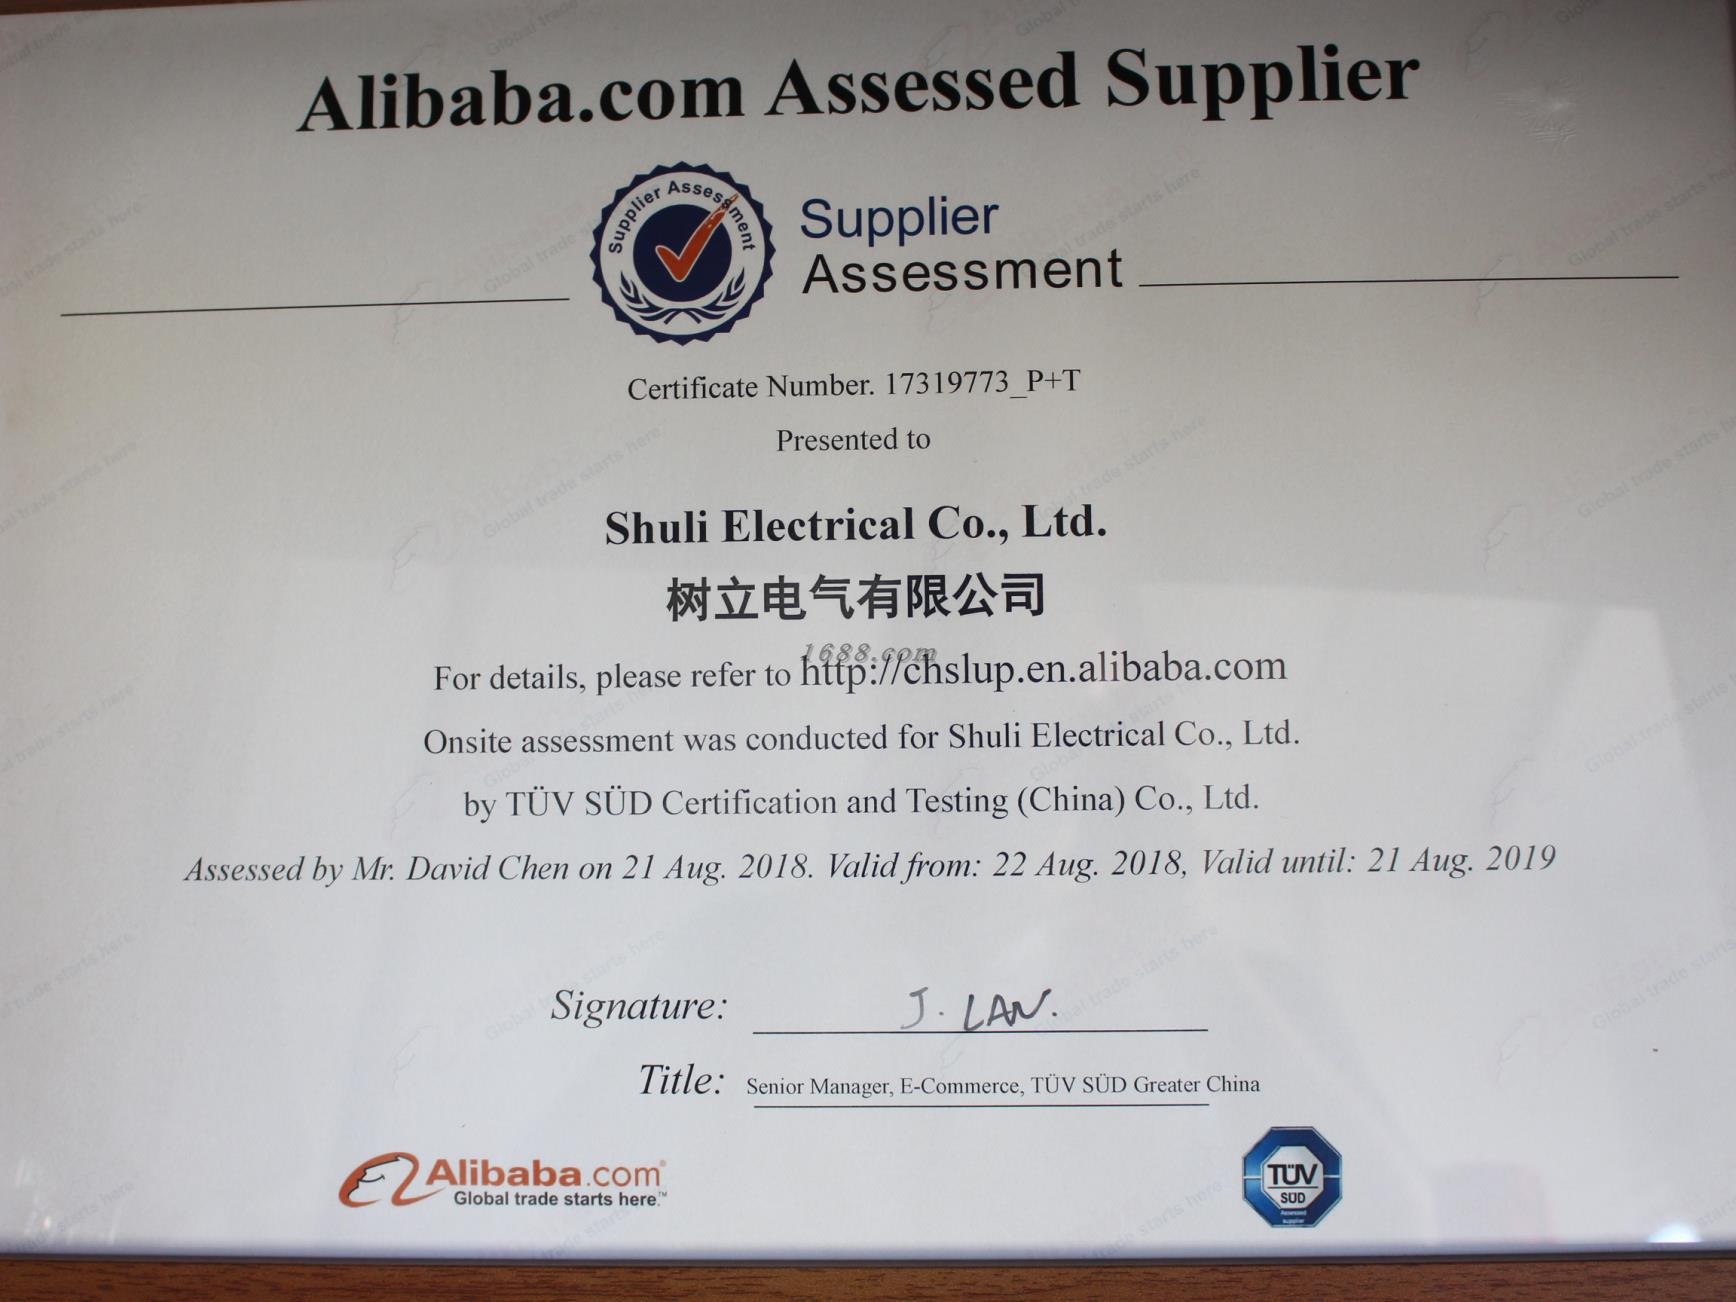 Alibaba.com Assessed Supplier
Supplier Assessment
Supplier
Assessment
Certificate Number. 17319773_P+T
Presented to
Shuli Electrical Co., Ltd.
树立电气有限公司
1688.com
For details, please refer to http://chslup.en.alibaba.com
Onsite assessment was conducted for Shuli Electrical Co., Ltd.
by TÜV SÜD Certification and Testing (China) Co., Ltd.
Assessed by Mr. David Chen on 21 Aug. 2018. Valid from: 22 Aug. 2018, Valid until: 21 Aug. 2019
Signature: J. LAN.
Title: Senior Manager, E-Commerce, TÜV SÜD Greater China
Alibaba.com®
Global trade starts here.™
TÜV
SÜD
Assessed
supplier